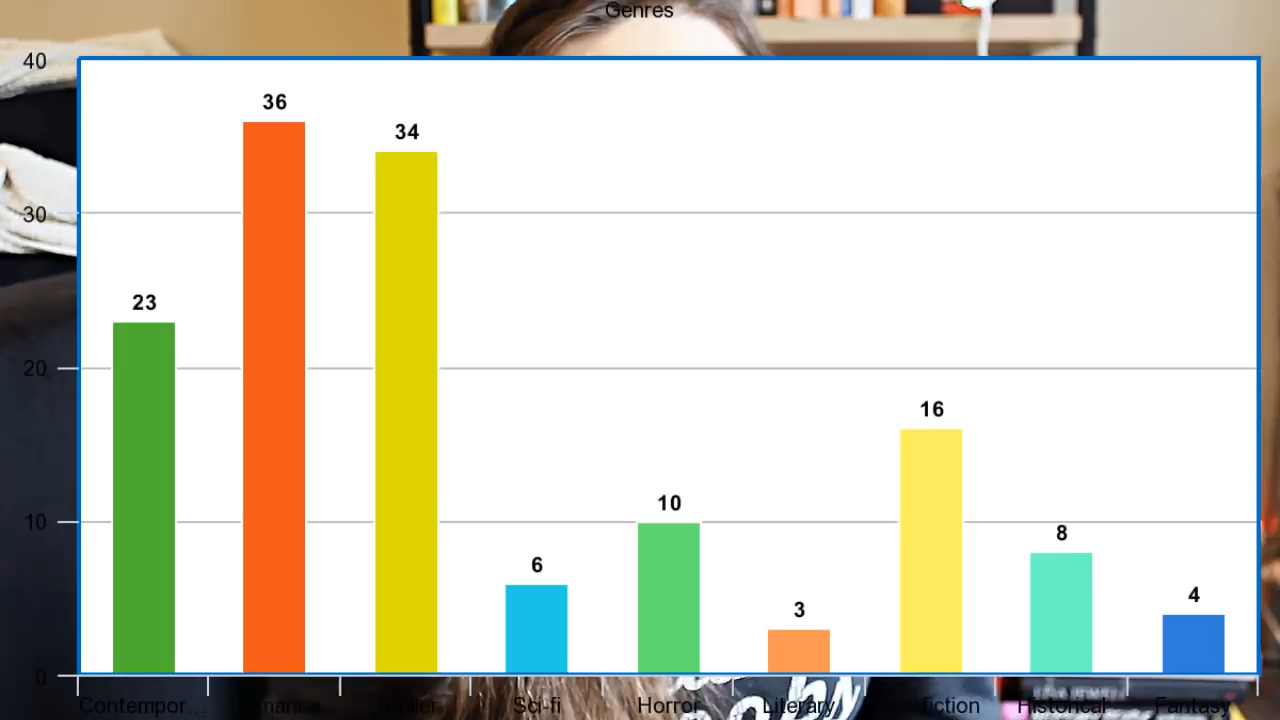 Genres
40
30
20
10
0
23
36
34
6
10
3
16
8
4
Contempor...
Sci-fi
Horror
Literary
Historical
Fantasy